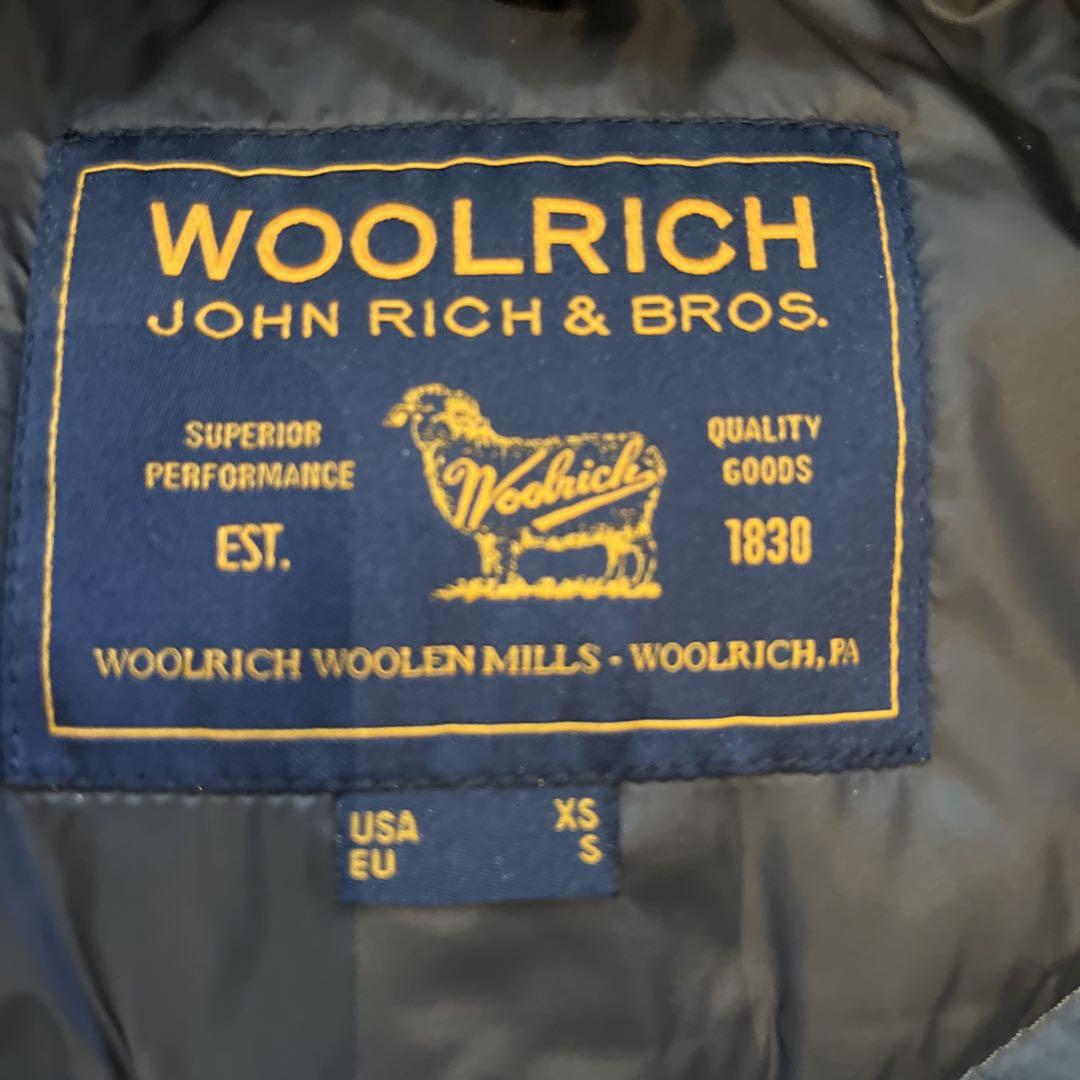 WOOLRICH
JOHN RICH & BROS.
SUPERIOR
PERFORMANCE
EST.
Woolrich
QUALITY
GOODS
1830
WOOLRICH WOOLEN MILLS - WOOLRICH, PA
USA XS
EU S